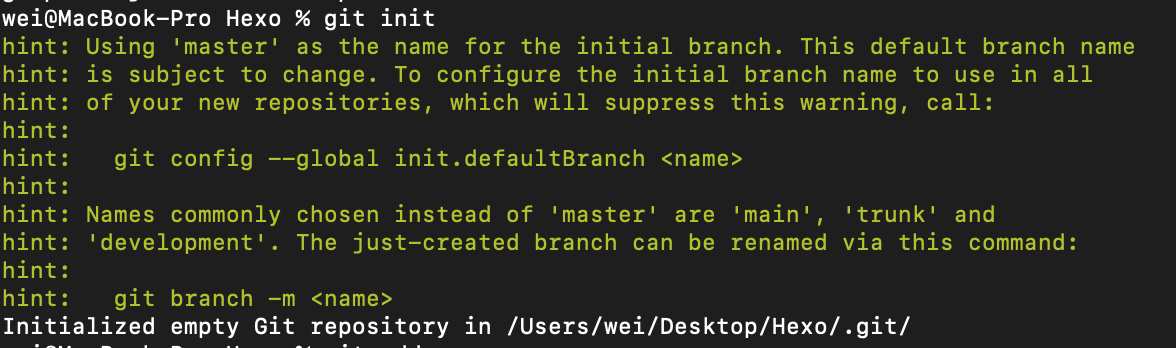 wei@MacBook-Pro Hexo % git init
hint: Using 'master' as the name for the initial branch. This default branch name
hint: is subject to change. To configure the initial branch name to use in all
hint: of your new repositories, which will suppress this warning, call:
hint:
hint:   git config --global init.defaultBranch <name>
hint:
hint: Names commonly chosen instead of 'master' are 'main', 'trunk' and
hint: 'development'. The just-created branch can be renamed via this command:
hint:
hint:   git branch -m <name>
Initialized empty Git repository in /Users/wei/Desktop/Hexo/.git/